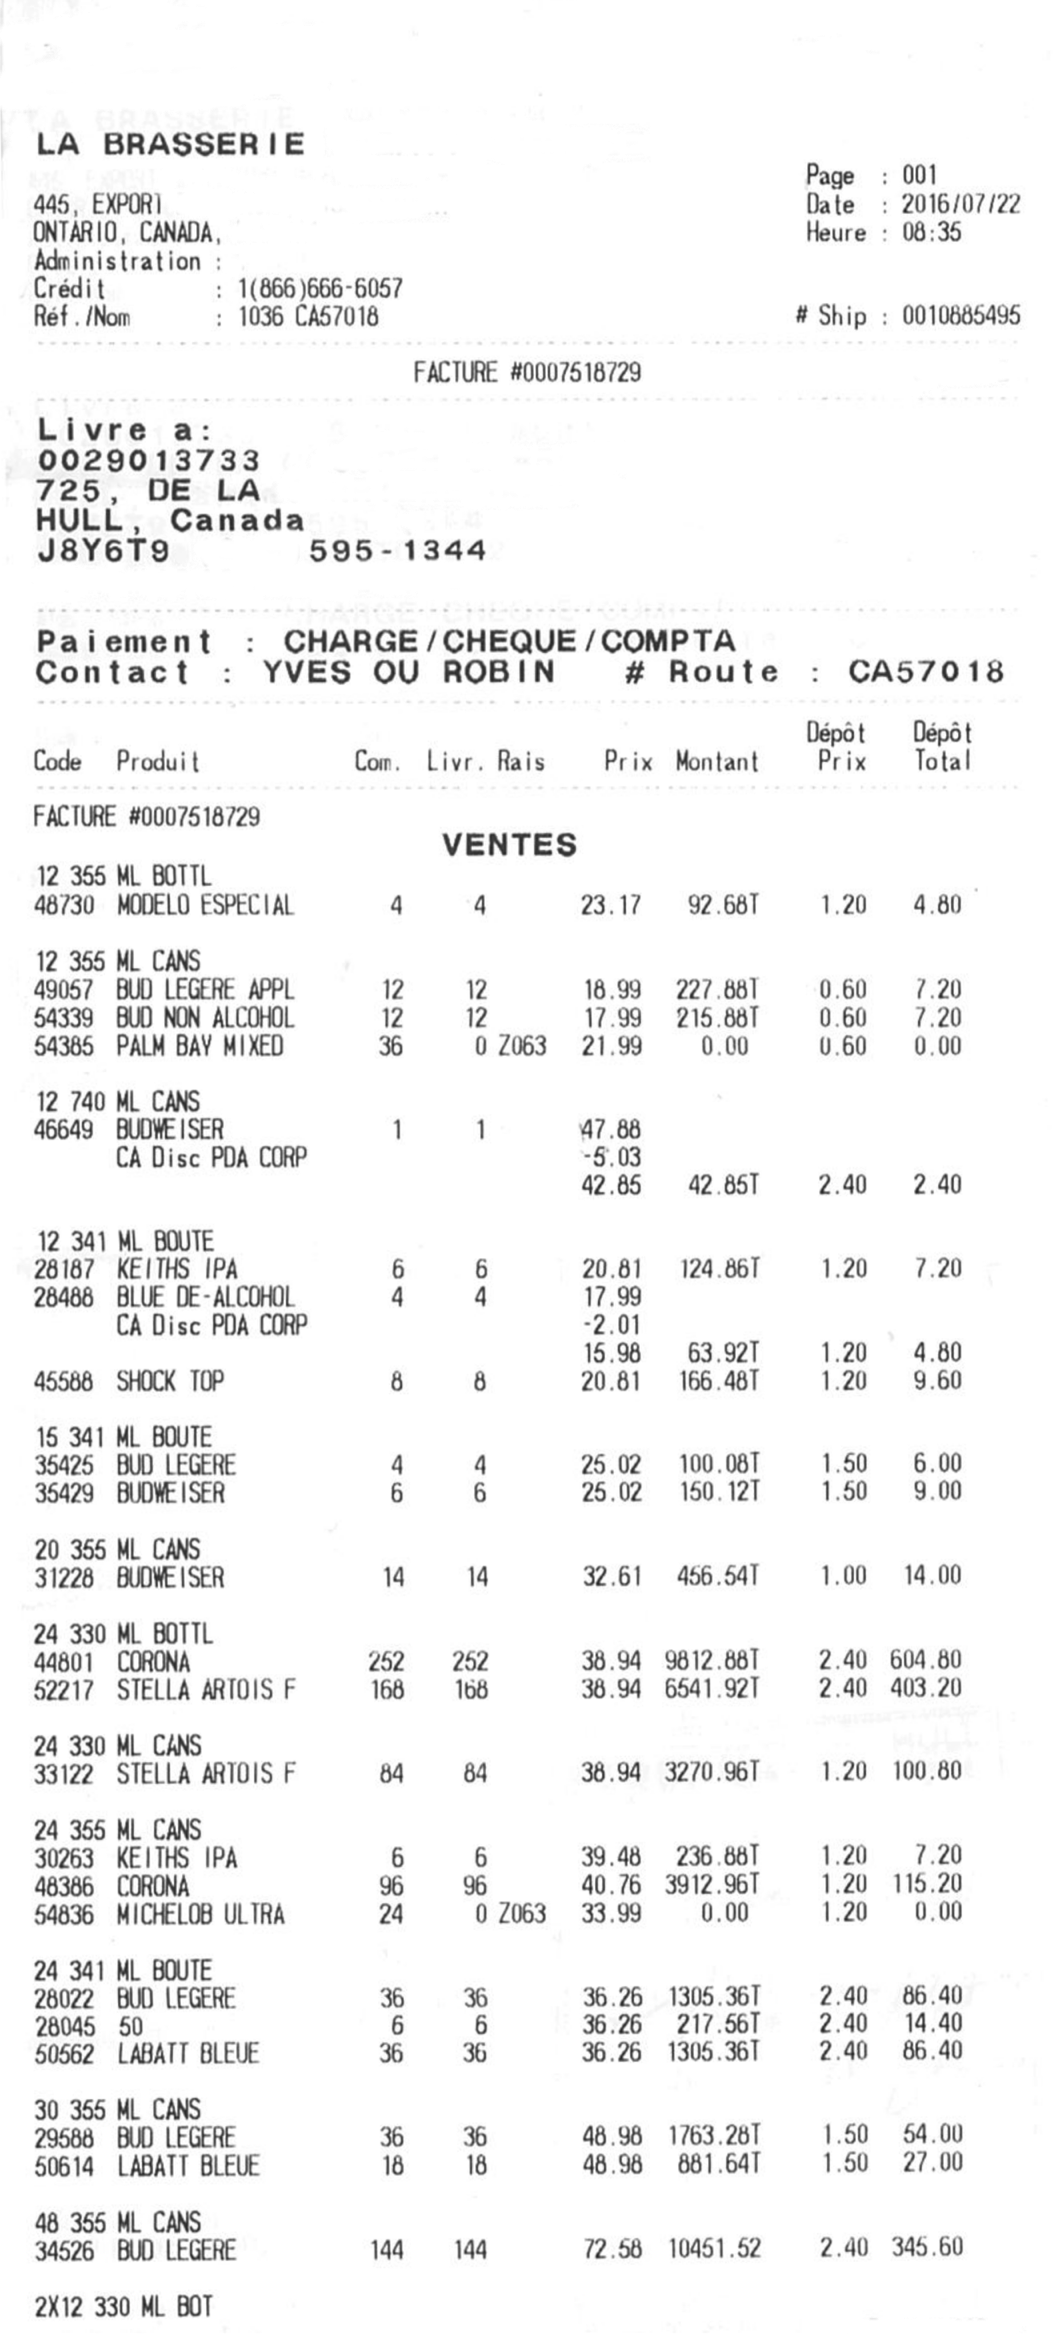 LA BRASSERIE
Page : 001
445, EXPORT
Date : 2016/07/22
ONTARIO, CANADA,
Heure : 08:35
Administration :
Crédit : 1(866)666-6057
Réf./Nom : 1036 CA57018
# Ship : 0010885495
FACTURE #0007518729
Livre a:
0029013733
725, DE LA
HULL, Canada
J8Y6T9 595-1344
Paiement : CHARGE/CHEQUE/COMPTA
Contact : YVES OU ROBIN # Route : CA57018
Dépôt Dépôt
Code Produit Com. Livr. Rais Prix Montant Prix Total
FACTURE #0007518729
VENTES
12 355 ML BOTTL
48730 MODELO ESPECIAL 4 4 23.17 92.68T 1.20 4.80
12 355 ML CANS
49057 BUD LEGERE APPL 12 12 18.99 227.88T 0.60 7.20
54339 BUD NON ALCOHOL 12 12 17.99 215.88T 0.60 7.20
54385 PALM BAY MIXED 36 0 Z063 21.99 0.00 0.60 0.00
12 740 ML CANS
46649 BUDWEISER 1 1 47.88
CA Disc PDA CORP -5.03
42.85 42.85T 2.40 2.40
12 341 ML BOUTE
28187 KEITHS IPA 6 6 20.81 124.86T 1.20 7.20
28488 BLUE DE-ALCOHOL 4 4 17.99
CA Disc PDA CORP -2.01
15.98 63.92T 1.20 4.80
45588 SHOCK TOP 8 8 20.81 166.48T 1.20 9.60
15 341 ML BOUTE
35425 BUD LEGERE 4 4 25.02 100.08T 1.50 6.00
35429 BUDWEISER 6 6 25.02 150.12T 1.50 9.00
20 355 ML CANS
31228 BUDWEISER 14 14 32.61 456.54T 1.00 14.00
24 330 ML BOTTL
44801 CORONA 252 252 38.94 9812.88T 2.40 604.80
52217 STELLA ARTOIS F 168 168 38.94 6541.92T 2.40 403.20
24 330 ML CANS
33122 STELLA ARTOIS F 84 84 38.94 3270.96T 1.20 100.80
24 355 ML CANS
30263 KEITHS IPA 6 6 39.48 236.88T 1.20 7.20
48386 CORONA 96 96 40.76 3912.96T 1.20 115.20
54836 MICHELOB ULTRA 24 0 Z063 33.99 0.00 1.20 0.00
24 341 ML BOUTE
28022 BUD LEGERE 36 36 36.26 1305.36T 2.40 86.40
28045 50 6 6 36.26 217.56T 2.40 14.40
50562 LABATT BLEUE 36 36 36.26 1305.36T 2.40 86.40
30 355 ML CANS
29588 BUD LEGERE 36 36 48.98 1763.28T 1.50 54.00
50614 LABATT BLEUE 18 18 48.98 881.64T 1.50 27.00
48 355 ML CANS
34526 BUD LEGERE 144 144 72.58 10451.52 2.40 345.60
2X12 330 ML BOT